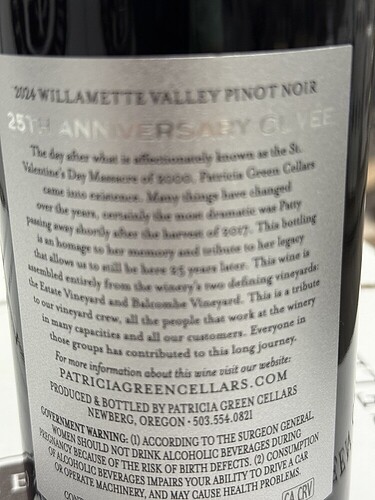 2024 WILLAMETTE VALLEY PINOT NOIR
25TH ANNIVERSARY CUVÉE
The day after what is affectionately known as the St.
Valentine's Day Massacre of 2000, Patricia Green Cellars
came into existence. Many things have changed
over the years, certainly the most dramatic was Patty
passing away shortly after the harvest of 2017. This bottling
is an homage to her memory and tribute to her legacy
that allows us to still be here 25 years later. This wine is
assembled entirely from the winery's two defining vineyards:
the Estate Vineyard and Balcombe Vineyard. This is a tribute
to our vineyard crew, all the people that work at the winery
in many capacities and all our customers. Everyone in
those groups has contributed to this long journey.
For more information about this wine visit our website:
PATRICIAGREENCELLARS.COM
PRODUCED & BOTTLED BY PATRICIA GREEN CELLARS
NEWBERG, OREGON • 503.554.0821
GOVERNMENT WARNING: (1) ACCORDING TO THE SURGEON GENERAL,
WOMEN SHOULD NOT DRINK ALCOHOLIC BEVERAGES DURING
PREGNANCY BECAUSE OF THE RISK OF BIRTH DEFECTS. (2) CONSUMPTION
OF ALCOHOLIC BEVERAGES IMPAIRS YOUR ABILITY TO DRIVE A CAR
OR OPERATE MACHINERY, AND MAY CAUSE HEALTH PROBLEMS.
CA CRV